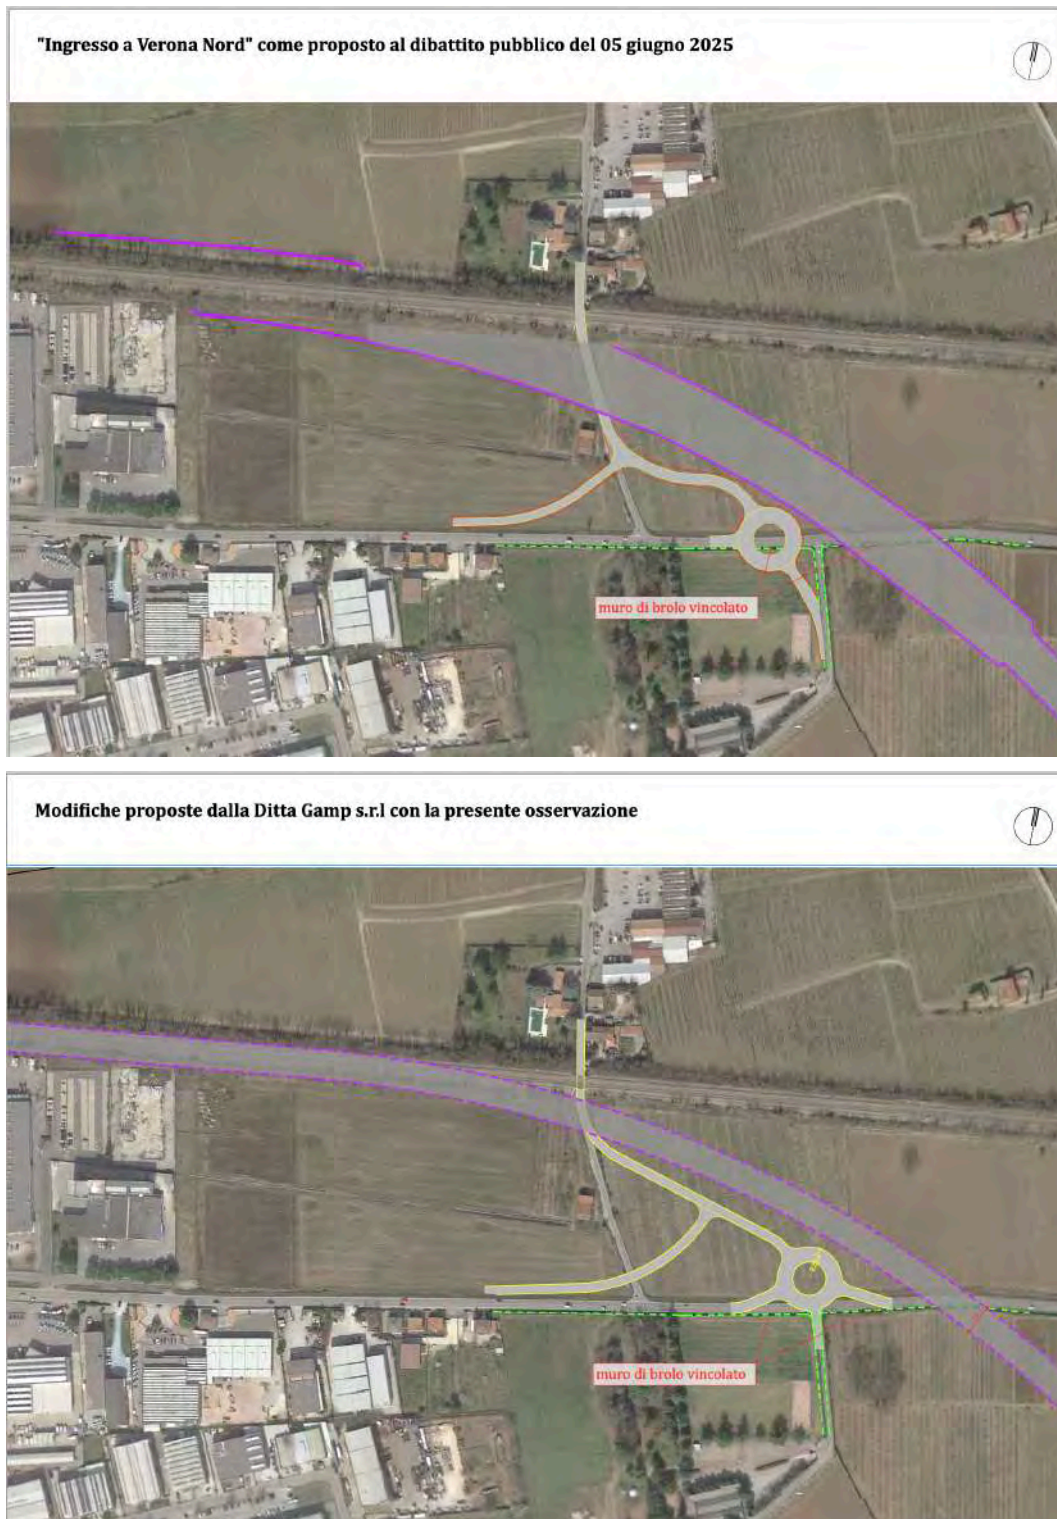 "Ingresso a Verona Nord" come proposto al dibattito pubblico del 05 giugno 2025
muro di brolo vincolato
Modifiche proposte dalla Ditta Gamp s.r.l con la presente osservazione
muro di brolo vincolato